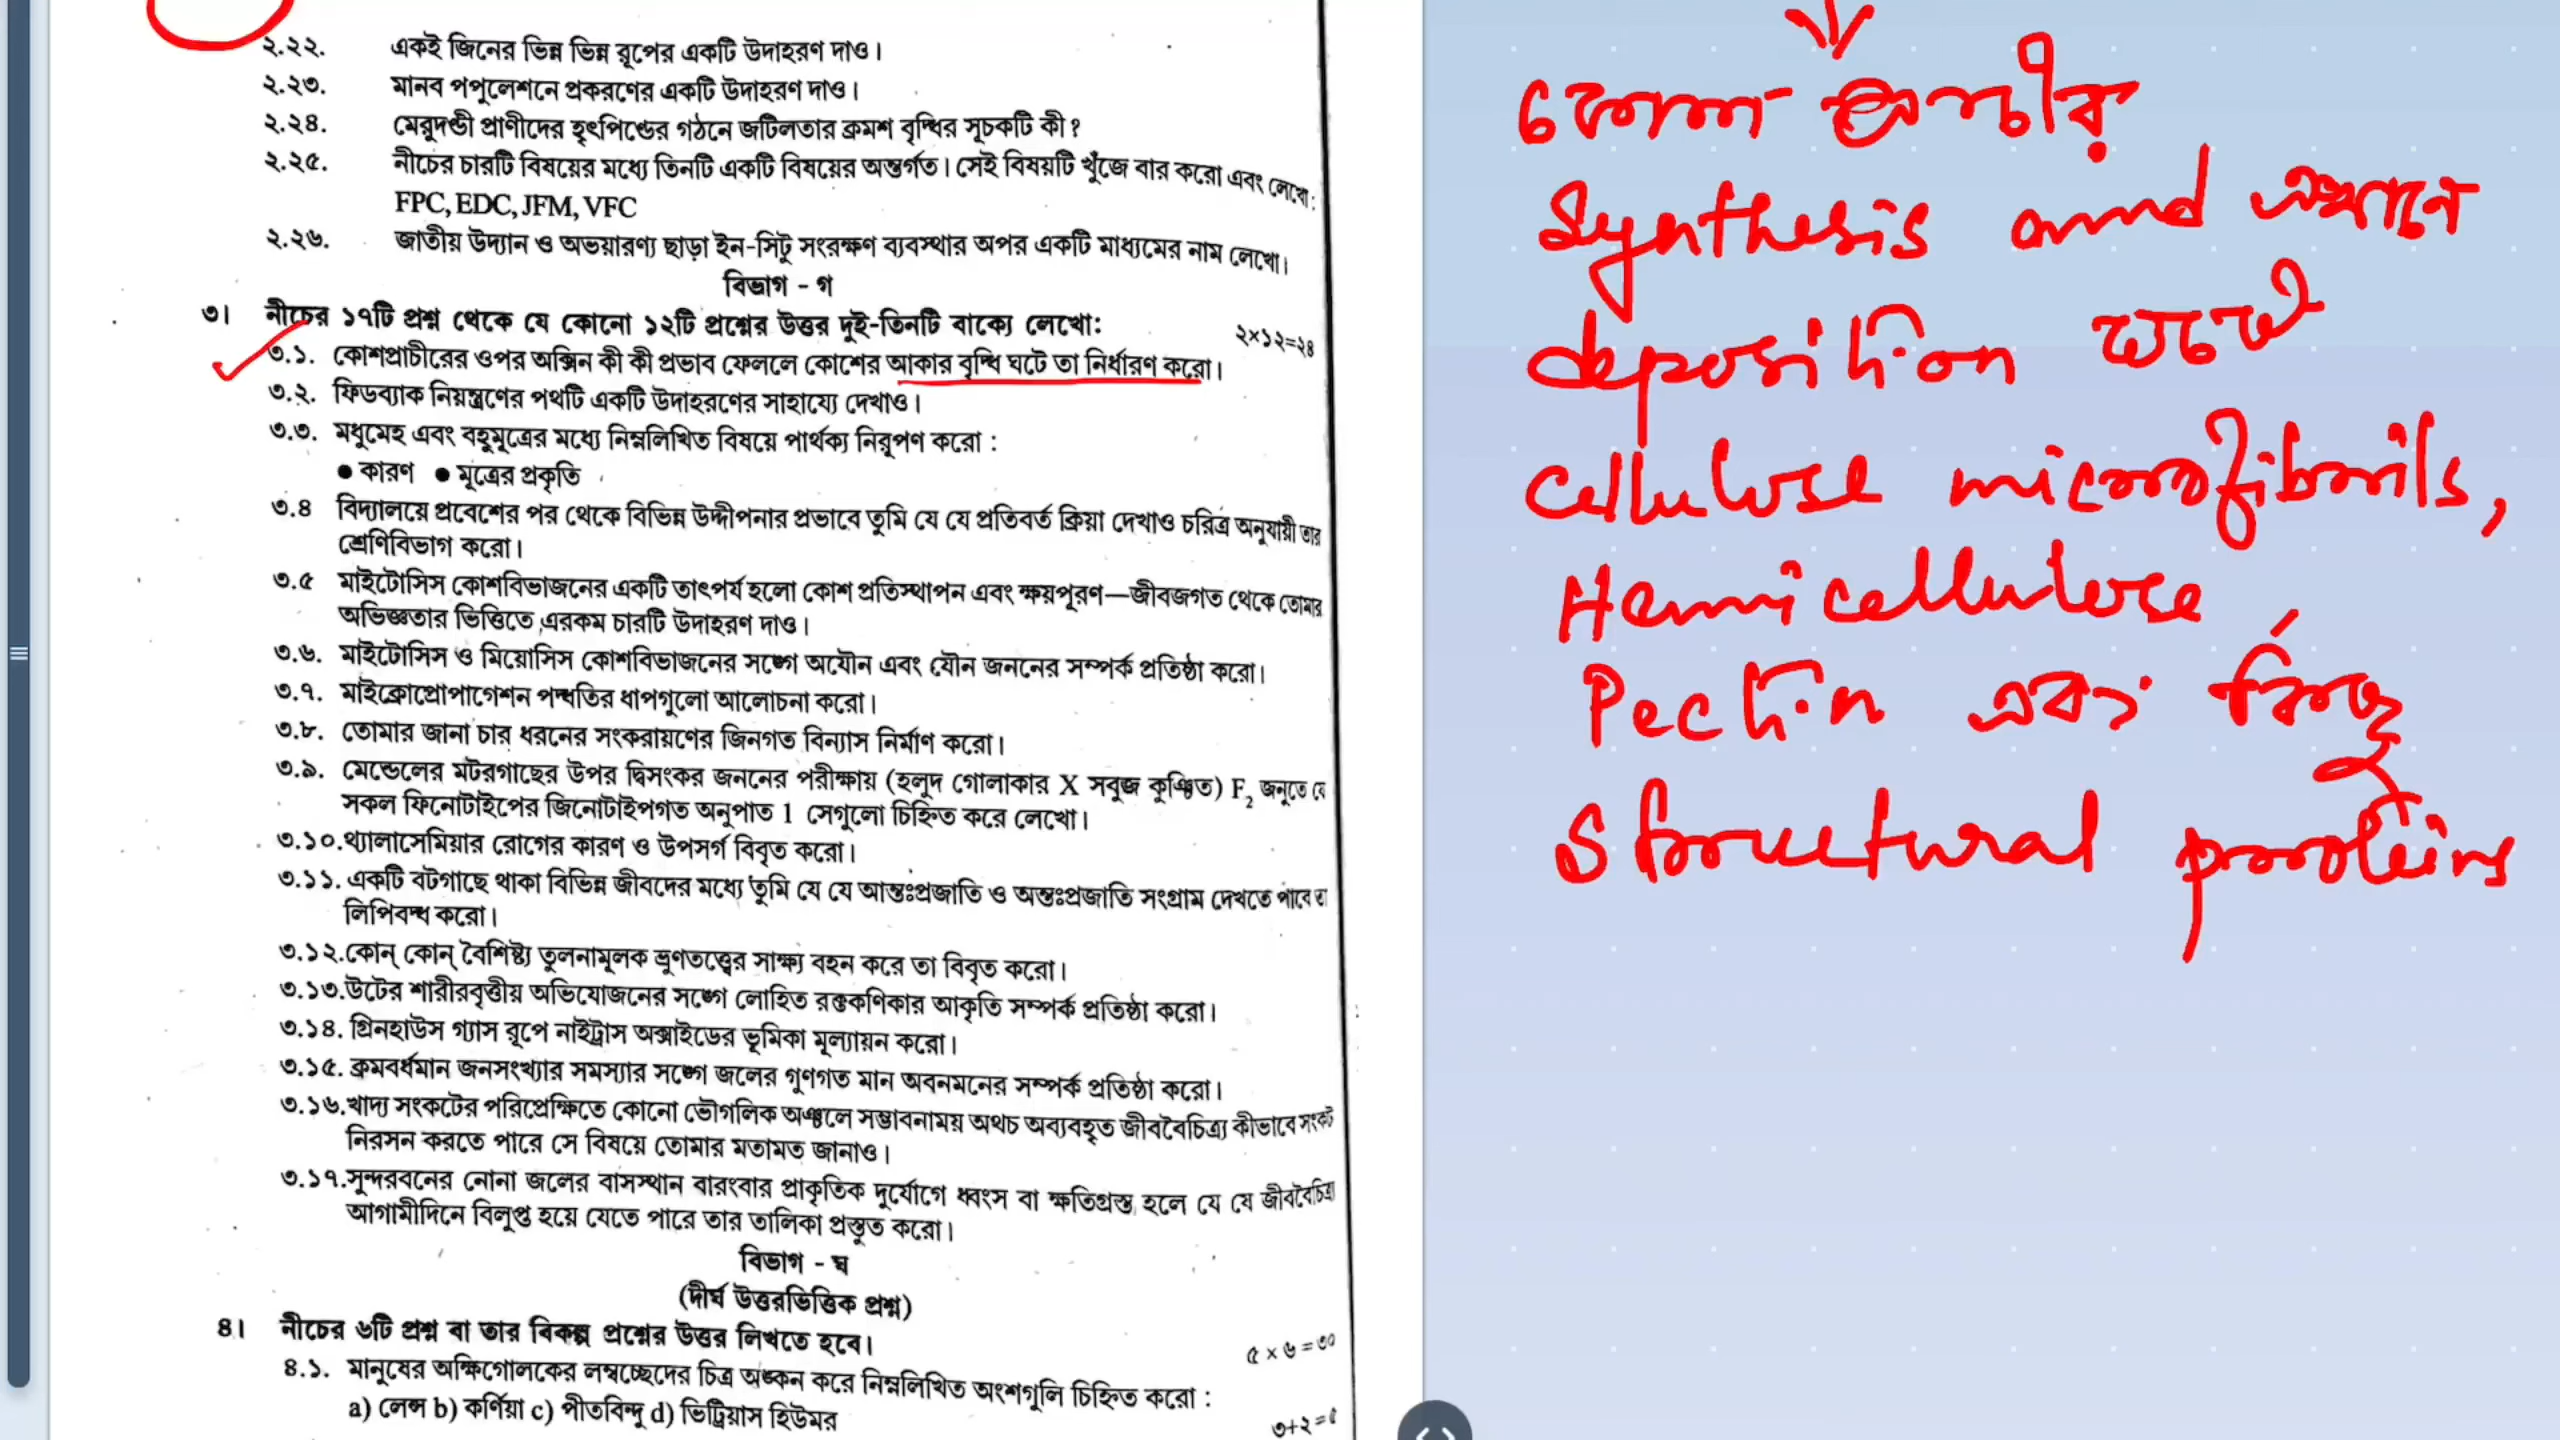 ২.২২. একই জিনের ভিন্ন ভিন্ন রূপের একটি উদাহরণ দাও।
২.২৩. মানব পপুলেশনে প্রকরণের একটি উদাহরণ দাও।
২.২৪. মেরুদণ্ডী প্রাণীদের হৃৎপিণ্ডের গঠনে জটিলতার ক্রমশ বৃদ্ধির সূচকটি কী?
২.২৫. নীচের চারটি বিষয়ের মধ্যে তিনটি একটি বিষয়ের অন্তর্গত। সেই বিষয়টি খুঁজে বার করো এবং লেখো:
FPC, EDC, JFM, VFC
২.২৬. জাতীয় উদ্যান ও অভয়ারণ্য ছাড়া ইন-সিটু সংরক্ষণ ব্যবস্থার অপর একটি মাধ্যমের নাম লেখো।
বিভাগ - গ
৩। নীচের ১৭টি প্রশ্ন থেকে যে কোনো ১২টি প্রশ্নের উত্তর দুই-তিনটি বাক্যে লেখো: ২×১২=২৪
৩.১. কোশপ্রাচীরের ওপর অক্সিন কী কী প্রভাব ফেললে কোশের আকার বৃদ্ধি ঘটে তা নির্ধারণ করো।
৩.২. ফিডব্যাক নিয়ন্ত্রণের পথটি একটি উদাহরণের সাহায্যে দেখাও।
৩.৩. মধুমেহ এবং বহুমূত্রের মধ্যে নিম্নলিখিত বিষয়ে পার্থক্য নিরূপণ করো :
● কারণ ● মূত্রের প্রকৃতি
৩.৪ বিদ্যালয়ে প্রবেশের পর থেকে বিভিন্ন উদ্দীপনার প্রভাবে তুমি যে যে প্রতিবর্ত ক্রিয়া দেখাও চরিত্র অনুযায়ী তার
শ্রেণিবিভাগ করো।
৩.৫ মাইটোসিস কোশবিভাজনের একটি তাৎপর্য হলো কোশ প্রতিস্থাপন এবং ক্ষয়পূরণ—জীবজগত থেকে তোমার
অভিজ্ঞতার ভিত্তিতে এরকম চারটি উদাহরণ দাও।
৩.৬. মাইটোসিস ও মিয়োসিস কোশবিভাজনের সঙ্গে অযৌন এবং যৌন জননের সম্পর্ক প্রতিষ্ঠা করো।
৩.৭. মাইক্রোপ্রোপাগেশন পদ্ধতির ধাপগুলো আলোচনা করো।
৩.৮. তোমার জানা চার ধরনের সংকরায়ণের জিনগত বিন্যাস নির্মাণ করো।
৩.৯. মেন্ডেলের মটরগাছের উপর দ্বিসংকর জননের পরীক্ষায় (হলুদ গোলাকার X সবুজ কুঞ্চিত) F₂ জনুতে যে
সকল ফিনোটাইপের জিনোটাইপগত অনুপাত 1 সেগুলো চিহ্নিত করে লেখো।
৩.১০.থ্যালাসেমিয়ার রোগের কারণ ও উপসর্গ বিবৃত করো।
৩.১১. একটি বটগাছে থাকা বিভিন্ন জীবদের মধ্যে তুমি যে যে আন্তঃপ্রজাতি ও অন্তঃপ্রজাতি সংগ্রাম দেখতে পাবে তা
লিপিবদ্ধ করো।
৩.১২.কোন্ কোন্ বৈশিষ্ট্য তুলনামূলক ভ্রূণতত্ত্বের সাক্ষ্য বহন করে তা বিবৃত করো।
৩.১৩.উটের শারীরবৃত্তীয় অভিযোজনের সঙ্গে লোহিত রক্তকণিকার আকৃতি সম্পর্ক প্রতিষ্ঠা করো।
৩.১৪. গ্রিনহাউস গ্যাস রূপে নাইট্রাস অক্সাইডের ভূমিকা মূল্যায়ন করো।
৩.১৫. ক্রমবর্ধমান জনসংখ্যার সমস্যার সঙ্গে জলের গুণগত মান অবনমনের সম্পর্ক প্রতিষ্ঠা করো।
৩.১৬.খাদ্য সংকটের পরিপ্রেক্ষিতে কোনো ভৌগলিক অঞ্চলে সম্ভাবনাময় অথচ অব্যবহৃত জীববৈচিত্র্য কীভাবে সংকট
নিরসন করতে পারে সে বিষয়ে তোমার মতামত জানাও।
৩.১৭.সুন্দরবনের নোনা জলের বাসস্থান বারংবার প্রাকৃতিক দুর্যোগে ধ্বংস বা ক্ষতিগ্রস্ত হলে যে যে জীববৈচিত্র্য
আগামীদিনে বিলুপ্ত হয়ে যেতে পারে তার তালিকা প্রস্তুত করো।
বিভাগ - ঘ
(দীর্ঘ উত্তরভিত্তিক প্রশ্ন)
৪। নীচের ৬টি প্রশ্ন বা তার বিকল্প প্রশ্নের উত্তর লিখতে হবে। ৫×৬=৩০
৪.১. মানুষের অক্ষিগোলকের লম্বচ্ছেদের চিত্র অঙ্কন করে নিম্নলিখিত অংশগুলি চিহ্নিত করো :
a) লেন্স b) কর্ণিয়া c) পীতবিন্দু d) ভিট্রিয়াস হিউমর ৩+২=৫
কোশ প্রাচীর
Synthesis and এখানে
deposition ঘটে
cellulose microfibrils,
Hemicellulose
Pectin এবং কিছু
structural proteins